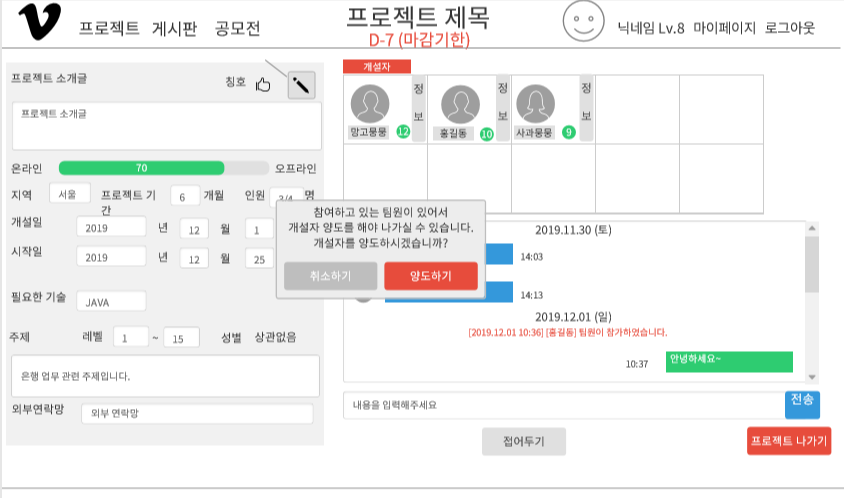 프로젝트 게시판 공모전
프로젝트 제목
D-7 (마감기한)
닉네임 Lv.8 마이페이지 로그아웃
프로젝트 소개글
칭호
프로젝트 소개글
온라인 70 오프라인
지역 서울 프로젝트 기간 6 개월 인원 3/4 명
개설일 2019 년 12 월 1
시작일 2019 년 12 월 25
필요한 기술 JAVA
주제 레벨 1 ~ 15 성별 상관없음
은행 업무 관련 주제입니다.
외부연락망 외부 연락망
개설자
망고뭉뭉 12 정보
홍길동 10 정보
사과뭉뭉 9 정보
참여하고 있는 팀원이 있어서
개설자 양도를 해야 나가실 수 있습니다.
개설자를 양도하시겠습니까?
취소하기 양도하기
2019.11.30 (토)
14:03
14:13
2019.12.01 (일)
[2019.12.01 10:36] [홍길동] 팀원이 참가하였습니다.
10:37 안녕하세요~
내용을 입력해주세요 전송
접어두기 프로젝트 나가기